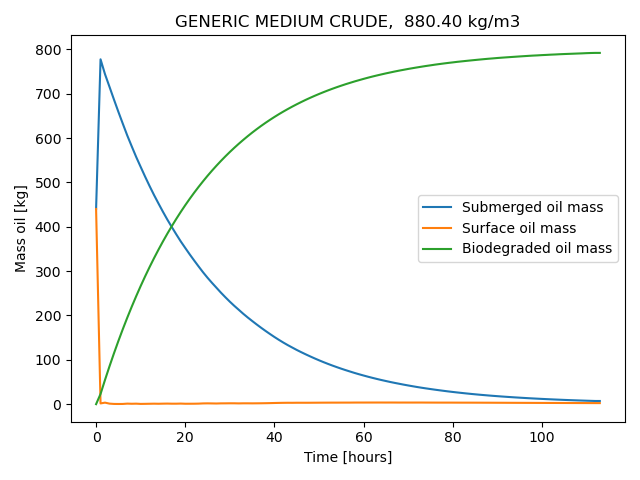 GENERIC MEDIUM CRUDE,  880.40 kg/m3
Mass oil [kg]
800
700
600
500
400
300
200
100
0
Submerged oil mass
Surface oil mass
Biodegraded oil mass
0 20 40 60 80 100
Time [hours]